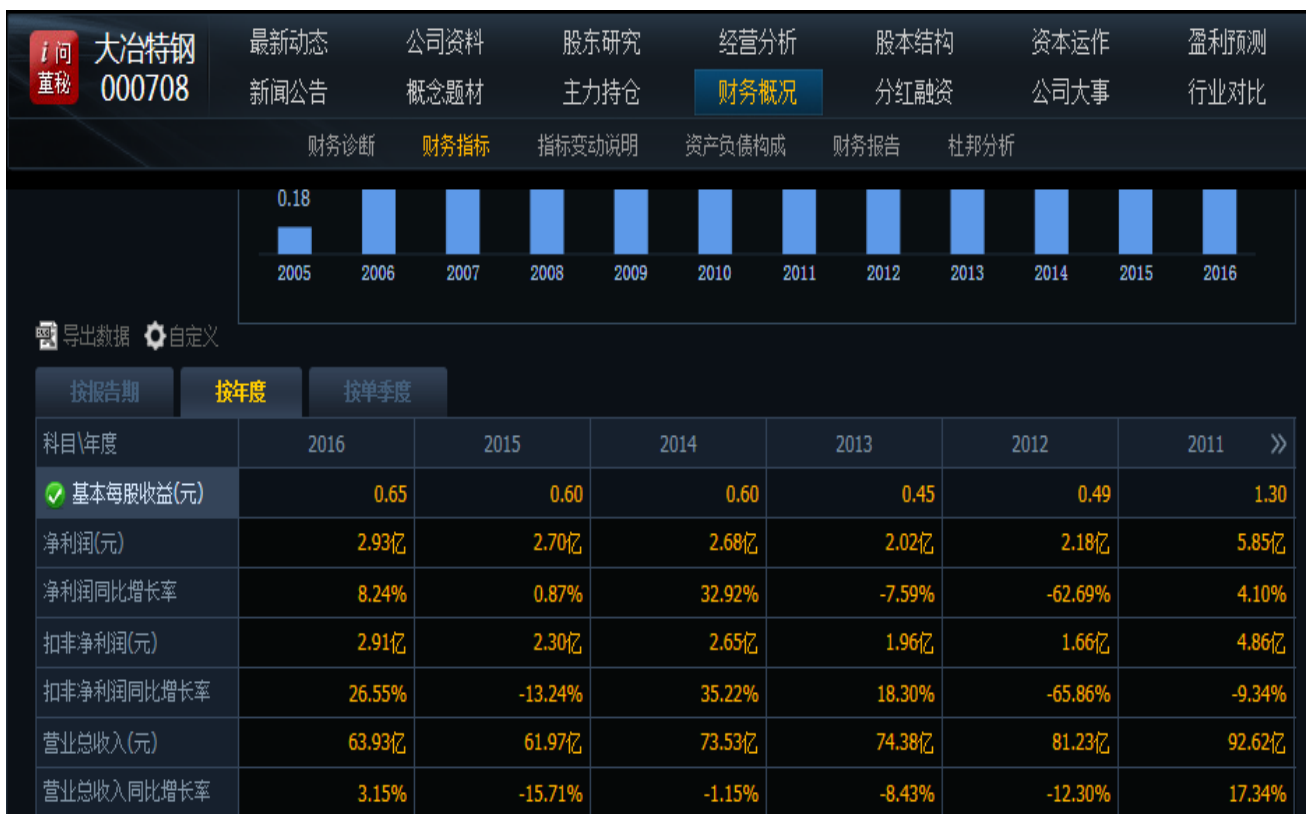 i问
董秘
大冶特钢
000708
最新动态 公司资料 股东研究 经营分析 股本结构 资本运作 盈利预测
新闻公告 概念题材 主力持仓 财务概况 分红融资 公司大事 行业对比
财务诊断 财务指标 指标变动说明 资产负债构成 财务报告 杜邦分析
0.18
2005 2006 2007 2008 2009 2010 2011 2012 2013 2014 2015 2016
导出数据 自定义
按报告期 按年度 按单季度
科目\年度 2016 2015 2014 2013 2012 2011 »
基本每股收益(元) 0.65 0.60 0.60 0.45 0.49 1.30
净利润(元) 2.93亿 2.70亿 2.68亿 2.02亿 2.18亿 5.85亿
净利润同比增长率 8.24% 0.87% 32.92% -7.59% -62.69% 4.10%
扣非净利润(元) 2.91亿 2.30亿 2.65亿 1.96亿 1.66亿 4.86亿
扣非净利润同比增长率 26.55% -13.24% 35.22% 18.30% -65.86% -9.34%
营业总收入(元) 63.93亿 61.97亿 73.53亿 74.38亿 81.23亿 92.62亿
营业总收入同比增长率 3.15% -15.71% -1.15% -8.43% -12.30% 17.34%